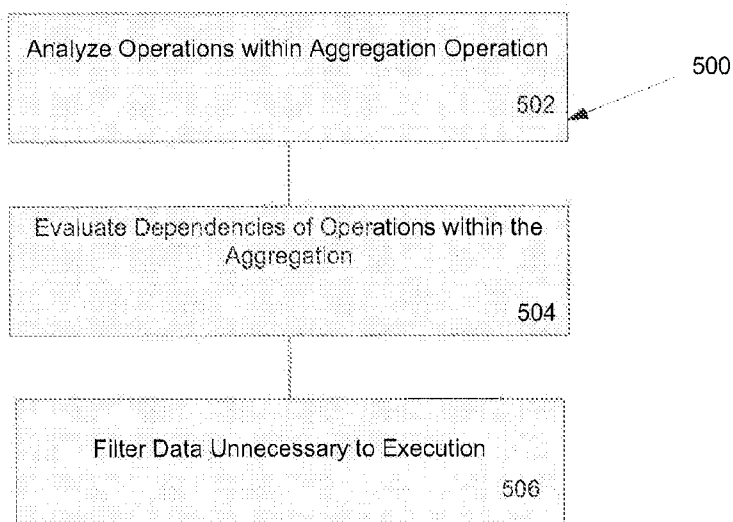 Analyze Operations within Aggregation Operation
502
500
Evaluate Dependencies of Operations within the
Aggregation
504
Filter Data Unnecessary to Execution
506